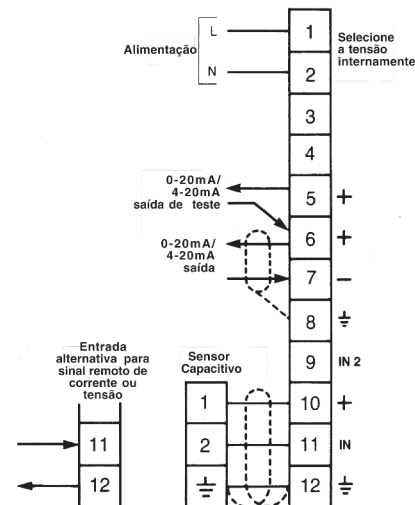 L
1
Selecione
a tensão
internamente
Alimentação
N
2
3
4
0-20mA/
4-20mA
saída de teste
5 +
6 +
0-20mA/
4-20mA
saída
7 −
8
9 IN 2
Entrada
alternativa para
sinal remoto de
corrente ou
tensão
Sensor
Capacitivo
1
10 +
11
2
11 IN
12
12